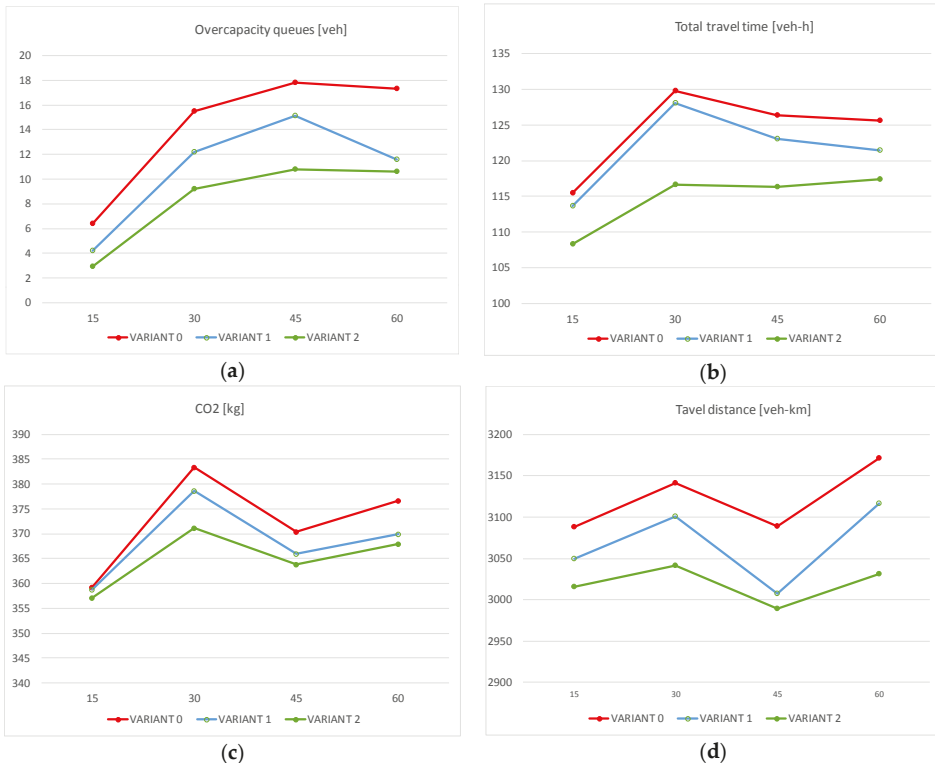 Overcapacity queues [veh]
20
18
16
14
12
10
8
6
4
2
0
15 30 45 60
VARIANT 0 VARIANT 1 VARIANT 2
(a)
Total travel time [veh-h]
135
130
125
120
115
110
105
100
15 30 45 60
VARIANT 0 VARIANT 1 VARIANT 2
(b)
CO2 [kg]
390
385
380
375
370
365
360
355
350
345
340
15 30 45 60
VARIANT 0 VARIANT 1 VARIANT 2
(c)
Tavel distance [veh-km]
3200
3150
3100
3050
3000
2950
2900
15 30 45 60
VARIANT 0 VARIANT 1 VARIANT 2
(d)